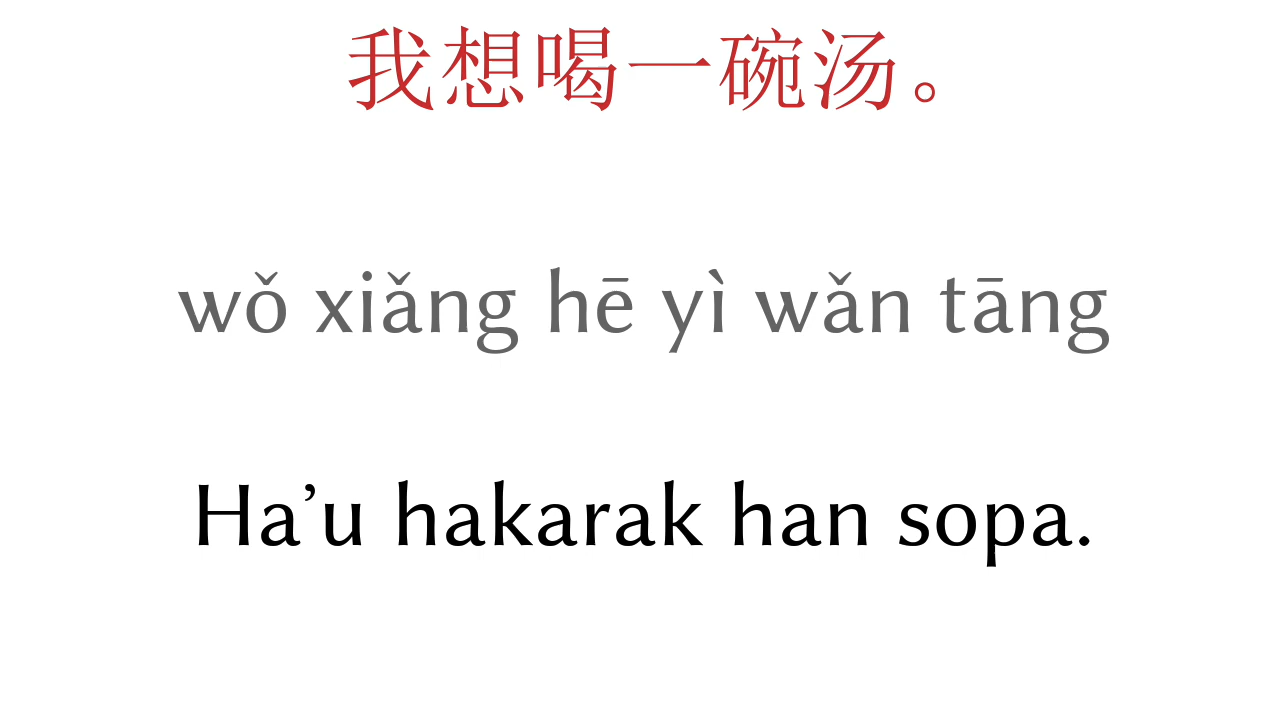 我想喝一碗汤。
wǒ xiǎng hē yì wǎn tāng
Ha’u hakarak han sopa.